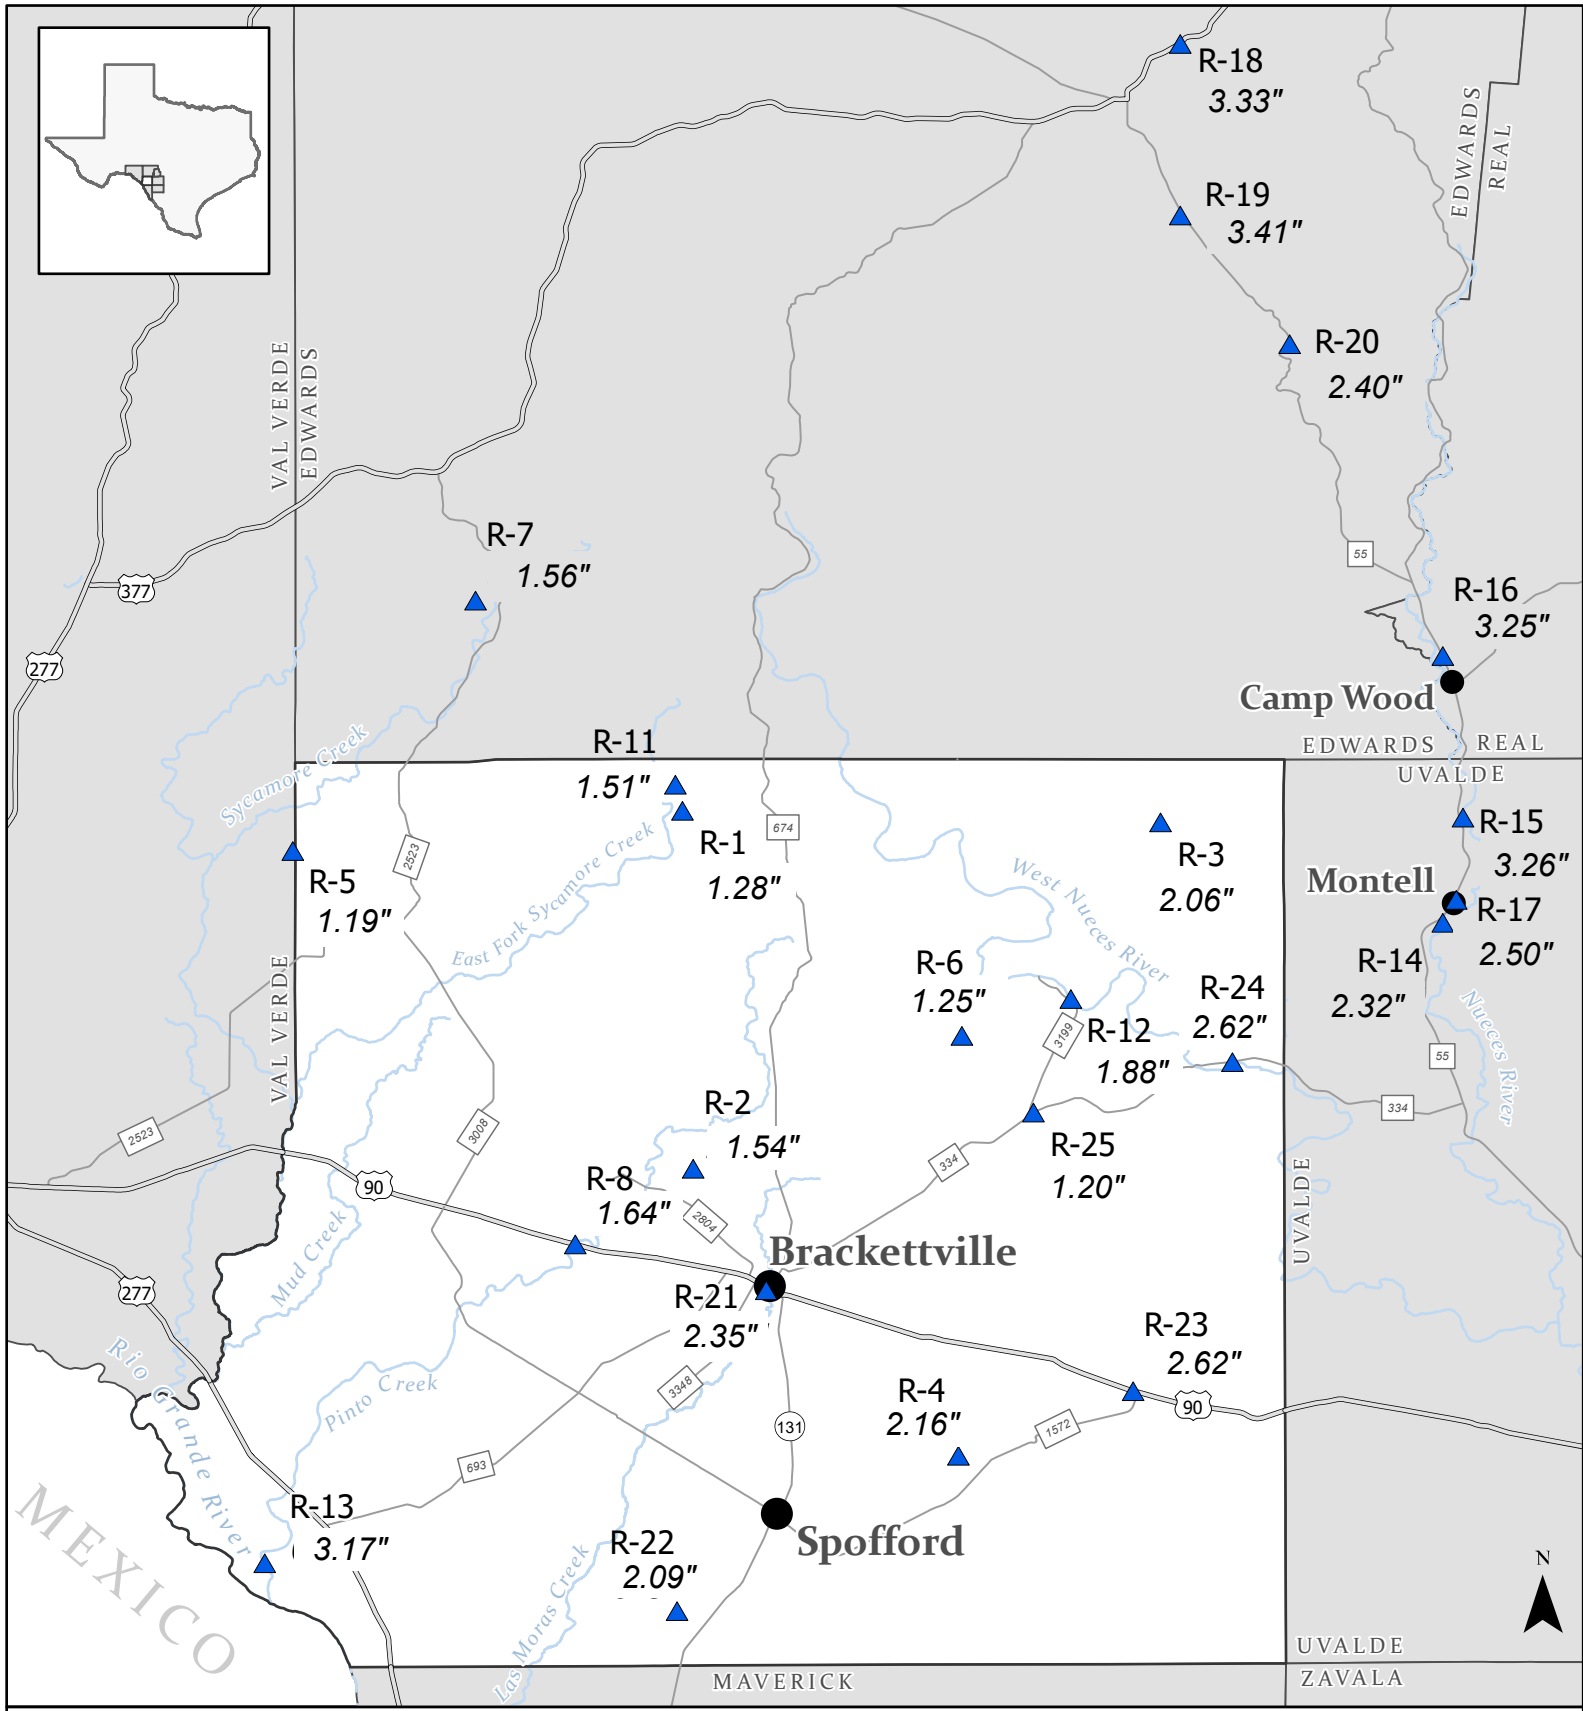 R-18
3.33"
EDWARDS
REAL
R-19
3.41"
R-20
2.40"
VAL VERDE
EDWARDS
R-7
1.56"
55
377
R-16
3.25"
277
Camp Wood
R-11
1.51"
EDWARDS
REAL
UVALDE
Sycamore Creek
R-1
1.28"
674
2523
East Fork Sycamore Creek
R-3
2.06"
R-15
3.26"
R-5
1.19"
West Nueces River
Montell
R-17
2.50"
R-14
2.32"
R-6
1.25"
R-24
2.62"
VAL VERDE
R-12
1.88"
3199
Nueces River
55
334
R-2
1.54"
2523
3008
R-25
1.20"
334
90
R-8
1.64"
2804
UVALDE
Mud Creek
Brackettville
277
R-21
2.35"
R-23
2.62"
Rio Grande River
Pinto Creek
3348
R-4
2.16"
90
131
1572
693
R-13
3.17"
Spofford
MEXICO
R-22
2.09"
Las Moras Creek
N
UVALDE
ZAVALA
MAVERICK